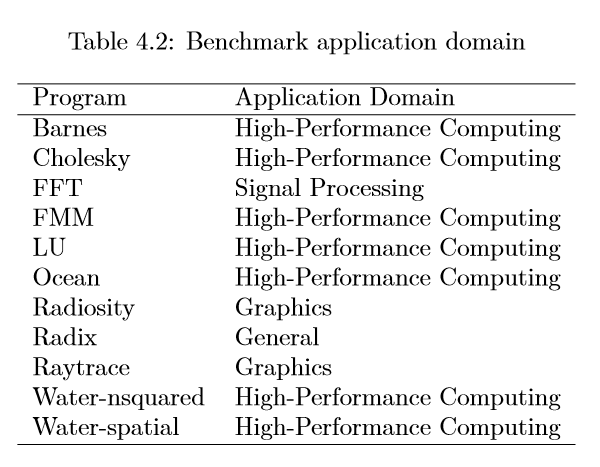 Table 4.2: Benchmark application domain
Program Application Domain
Barnes High-Performance Computing
Cholesky High-Performance Computing
FFT Signal Processing
FMM High-Performance Computing
LU High-Performance Computing
Ocean High-Performance Computing
Radiosity Graphics
Radix General
Raytrace Graphics
Water-nsquared High-Performance Computing
Water-spatial High-Performance Computing